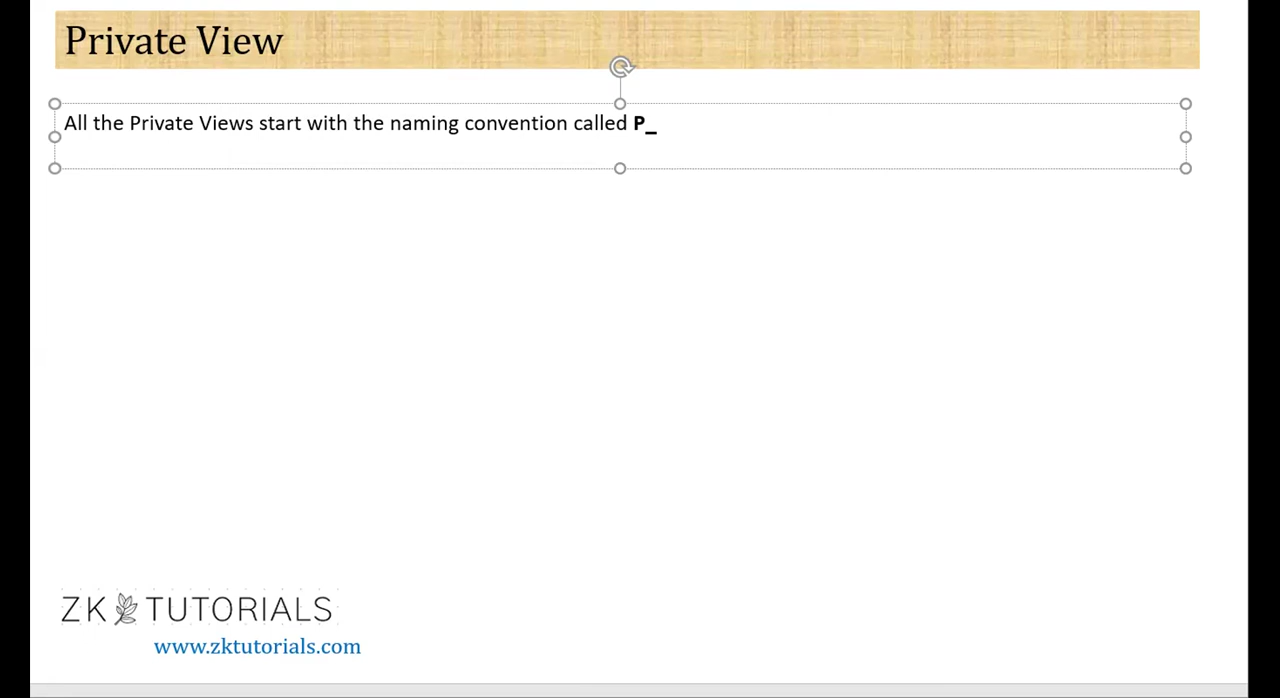 Private View
All the Private Views start with the naming convention called P_
ZK TUTORIALS
www.zktutorials.com